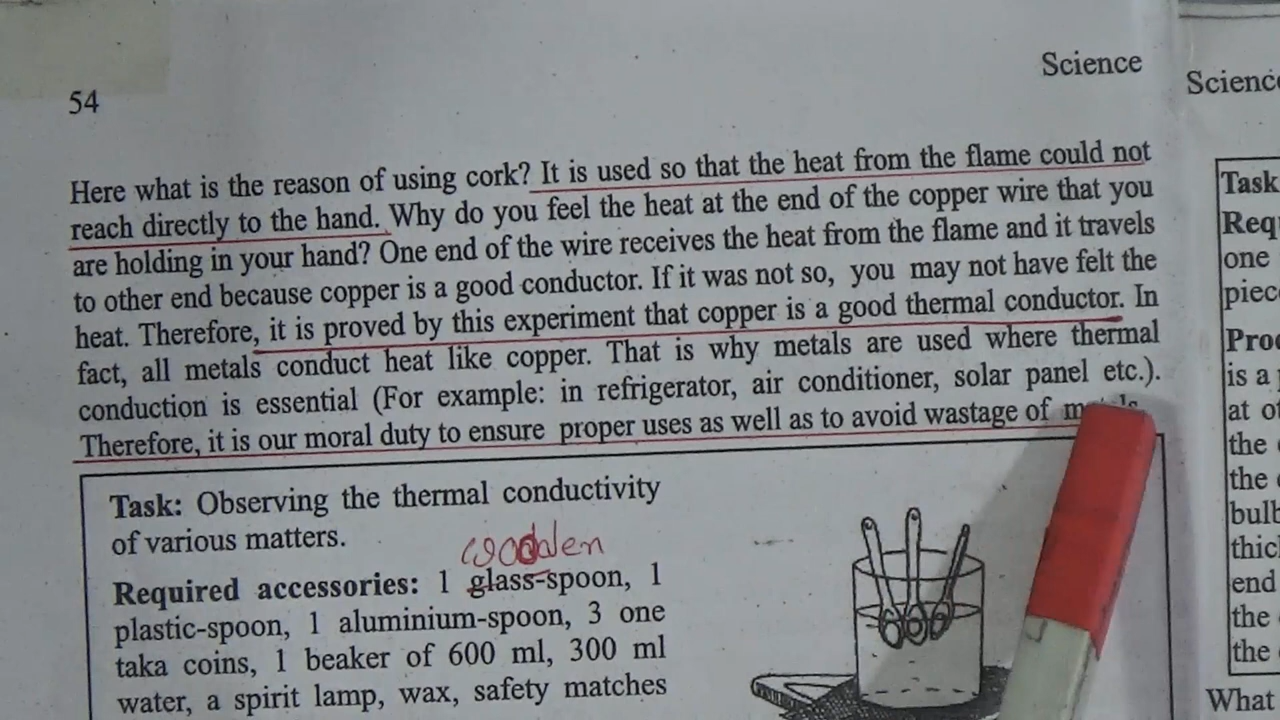 54
Science
Here what is the reason of using cork? It is used so that the heat from the flame could not
reach directly to the hand. Why do you feel the heat at the end of the copper wire that you
are holding in your hand? One end of the wire receives the heat from the flame and it travels
to other end because copper is a good conductor. If it was not so, you may not have felt the
heat. Therefore, it is proved by this experiment that copper is a good thermal conductor. In
fact, all metals conduct heat like copper. That is why metals are used where thermal
conduction is essential (For example: in refrigerator, air conditioner, solar panel etc.).
Therefore, it is our moral duty to ensure proper uses as well as to avoid wastage of
Task: Observing the thermal conductivity
of various matters.
wooden
Required accessories: 1 glass-spoon, 1
plastic-spoon, 1 aluminium-spoon, 3 one
taka coins, 1 beaker of 600 ml, 300 ml
water, a spirit lamp, wax, safety matches
Task
one
is a
at
the
the
end
the
the
What